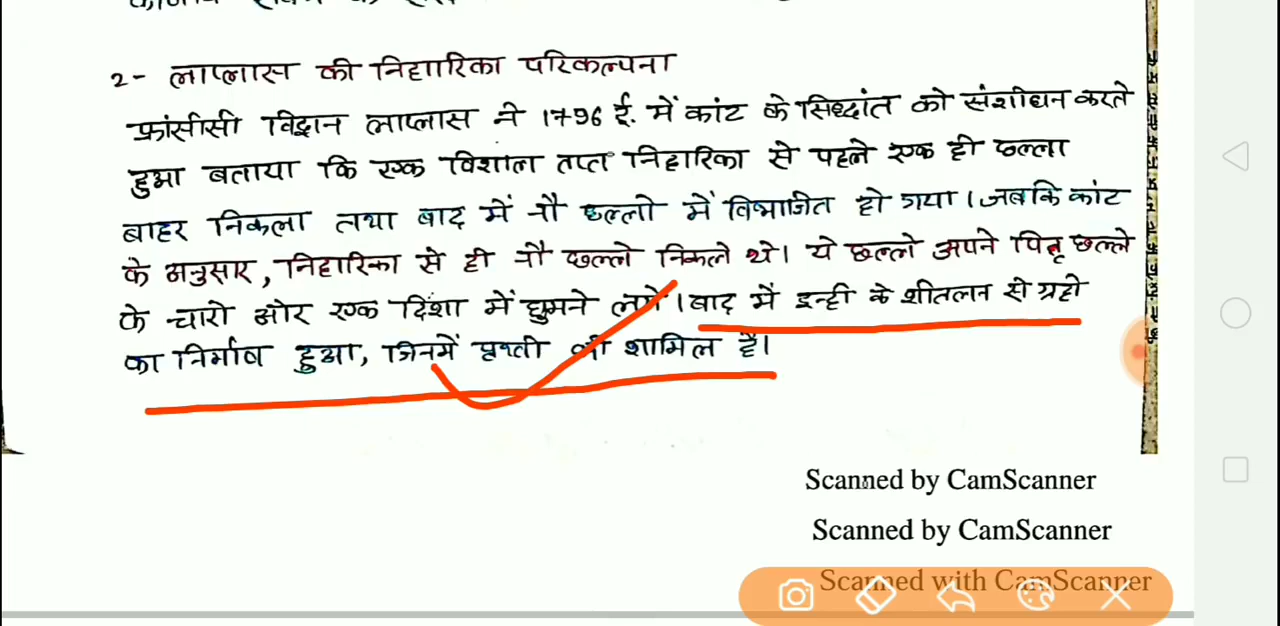 2- लाप्लास की निहारिका परिकल्पना
फ्रांसीसी विद्वान लाप्लास ने 1796 ई. में कांट के सिध्दांत को संशोधन करते
हुआ बताया कि एक विशाल तप्त निहारिका से पहले एक ही छल्ला
बाहर निकला तथा बाद में नौ छल्लो में विभाजित हो गया। जबकि कांट
के अनुसार, निहारिका से ही नौ छल्ले निकले थे। ये छल्ले अपने पितृ छल्ले
के चारो ओर एक दिशा में घुमने लगे। बाद में इन्ही के शीतलन से ग्रहो
का निर्माण हुआ, जिनमें पृथ्ती भी शामिल है।
Scanned by CamScanner
Scanned by CamScanner
Scanned with CamScanner